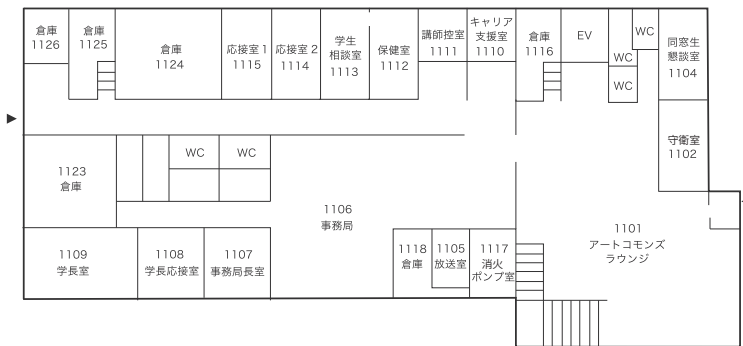 倉庫
1126
倉庫
1125
倉庫
1124
応接室1
1115
応接室2
1114
学生
相談室
1113
保健室
1112
講師控室
1111
キャリア
支援室
1110
倉庫
1116
EV
WC
WC
WC
同窓生
懇談室
1104
守衛室
1102
1123
倉庫
WC
WC
1106
事務局
1109
学長室
1108
学長応接室
1107
事務局長室
1118
倉庫
1105
放送室
1117
消火
ポンプ室
1101
アートコモンズ
ラウンジ